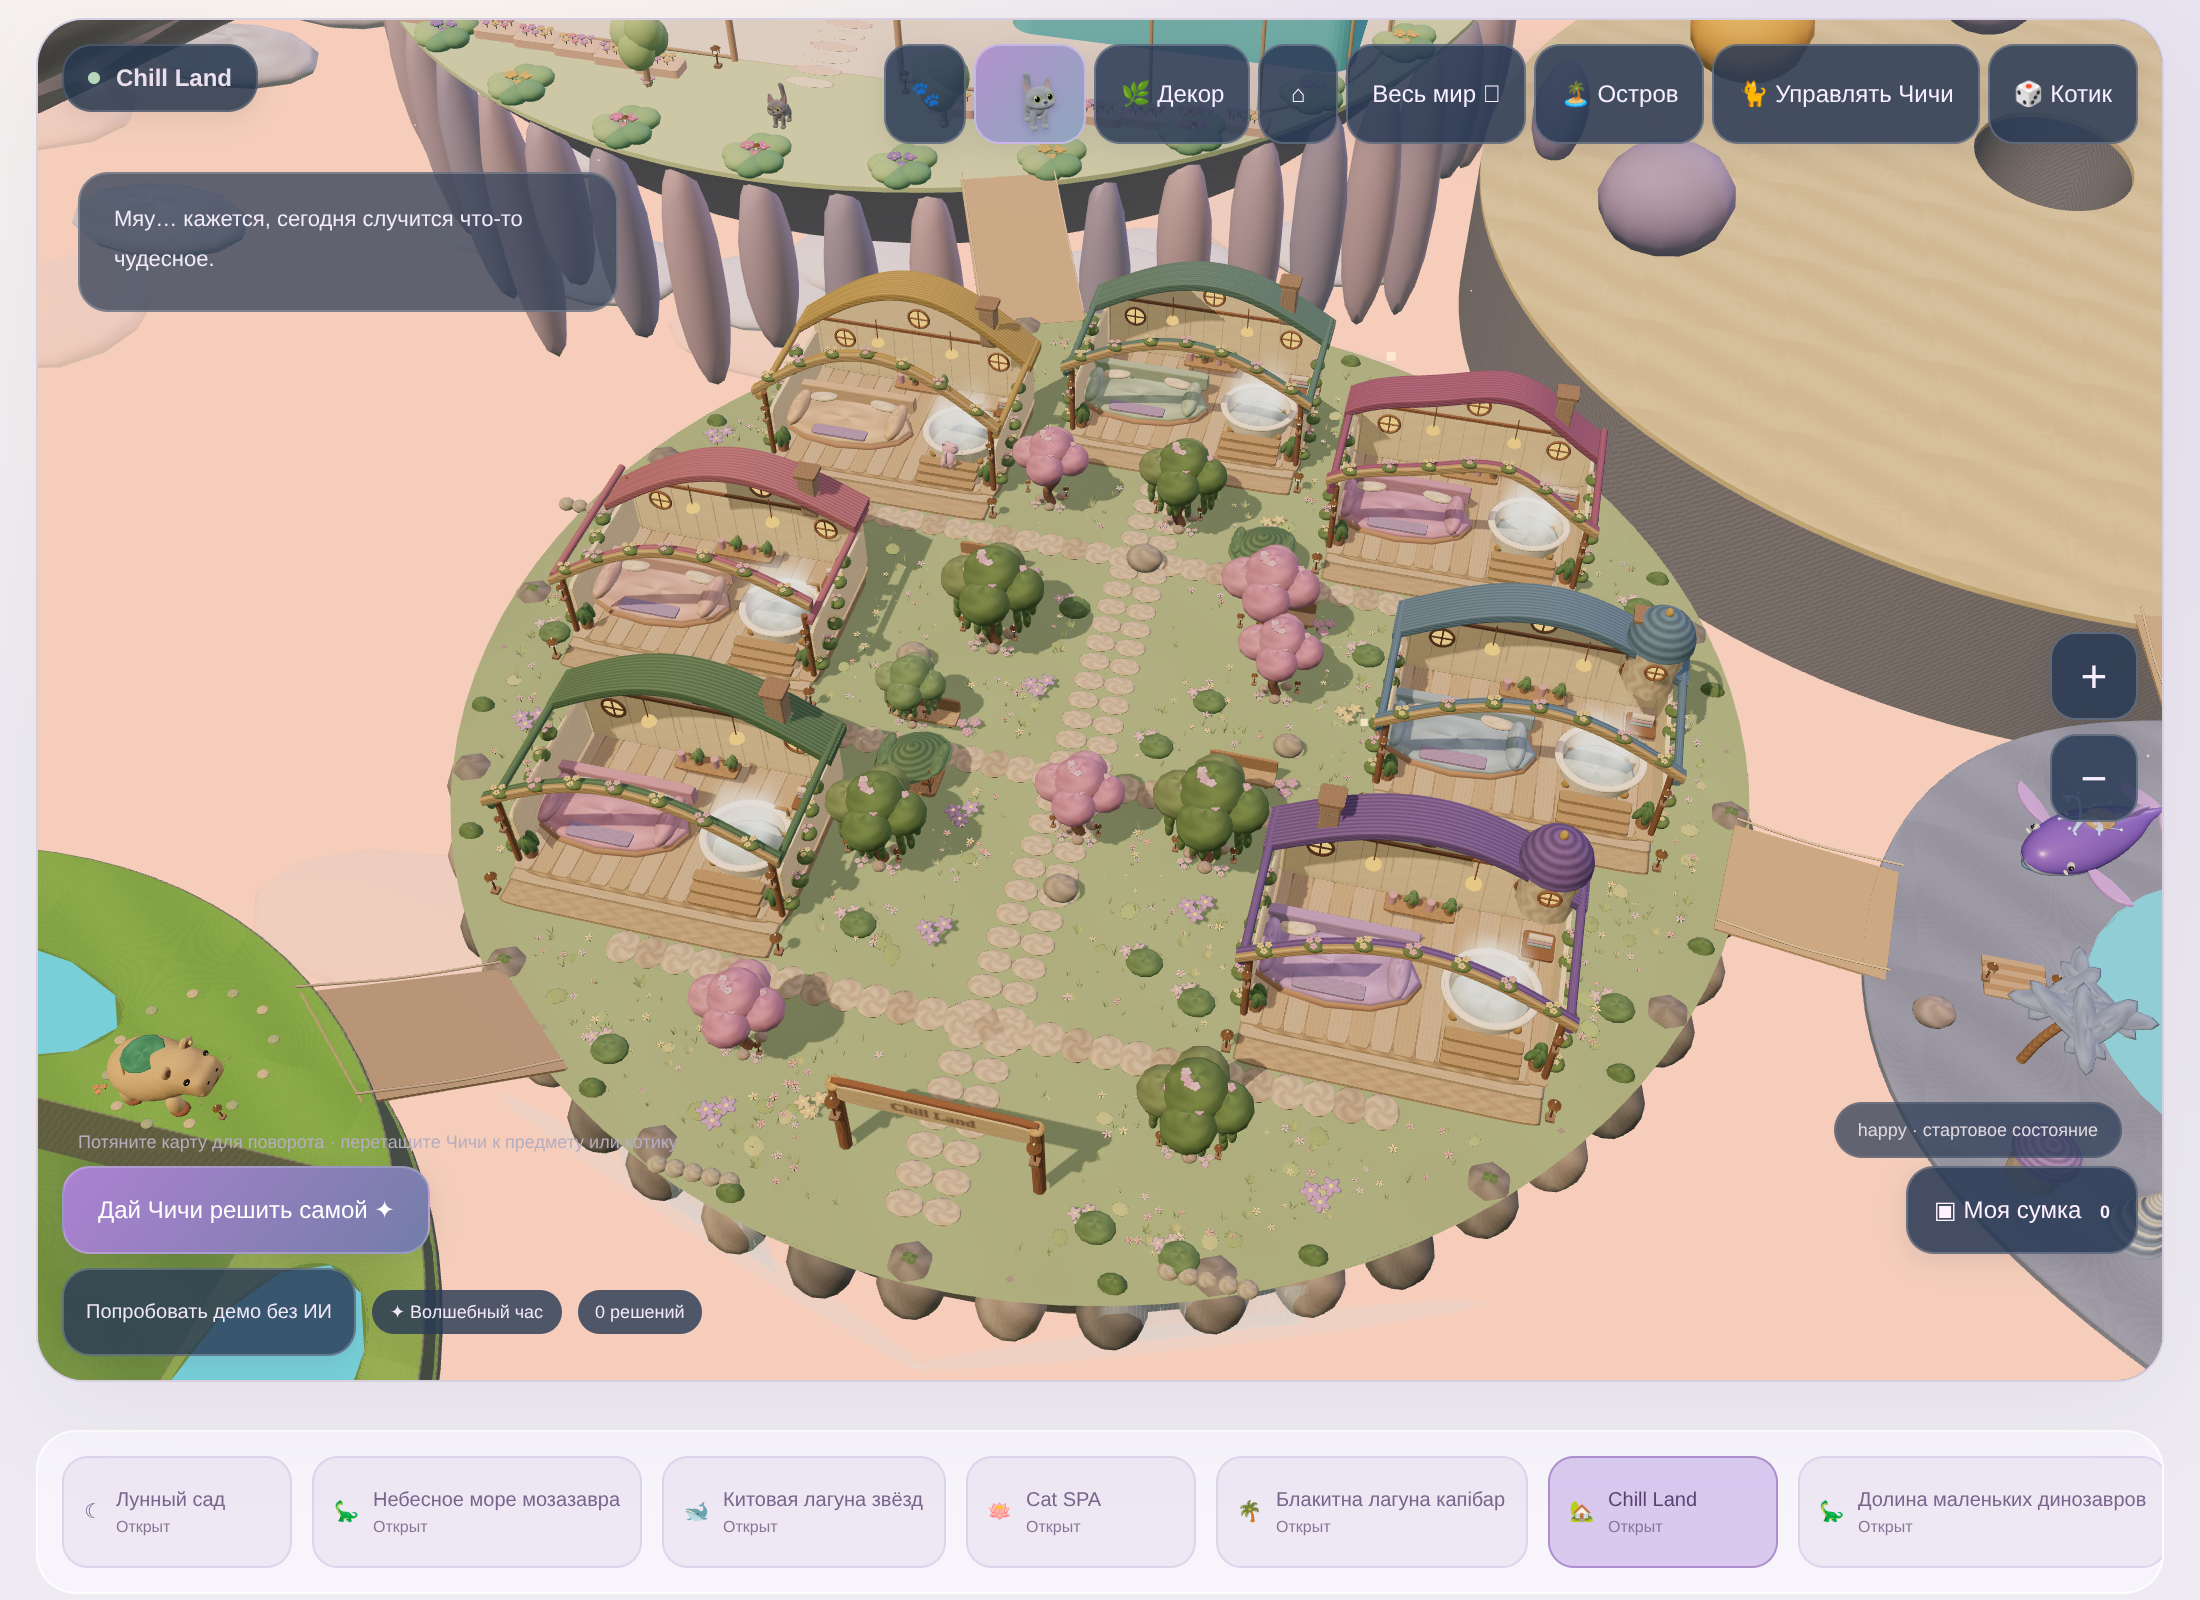 Chill Land
🌿 Декор
⌂
Весь мир
🏝️ Остров
🐈 Управлять Чичи
🎲 Котик
Мяу… кажется, сегодня случится что-то
чудесное.
+
−
Chill Land
Потяните карту для поворота · перетащите Чичи к предмету или котику
happy · стартовое состояние
Дай Чичи решить самой ✦
▣ Моя сумка 0
Попробовать демо без ИИ
✦ Волшебный час
0 решений
Лунный сад
Открыт
Небесное море мозазавра
Открыт
Китовая лагуна звёзд
Открыт
Cat SPA
Открыт
Блакитна лагуна капібар
Открыт
Chill Land
Открыт
Долина маленьких динозавров
Открыт